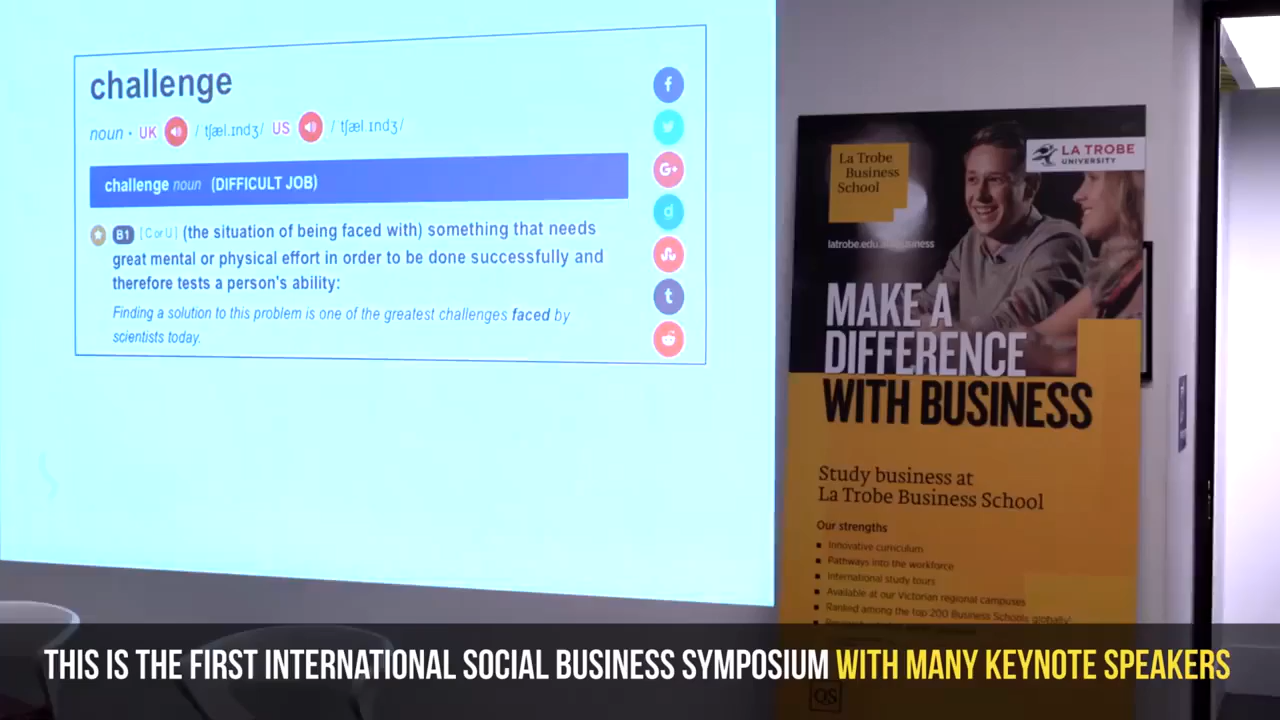 challenge
noun · UK /ˈtʃæl.ɪndʒ/ US /ˈtʃæl.ɪndʒ/
challenge noun (DIFFICULT JOB)
B1 [C or U] (the situation of being faced with) something that needs
great mental or physical effort in order to be done successfully and
therefore tests a person's ability:
Finding a solution to this problem is one of the greatest challenges faced by
scientists today.
f
G+
d
t
La Trobe
Business
School
LA TROBE
UNIVERSITY
MAKE A
DIFFERENCE
WITH BUSINESS
Study business at
La Trobe Business School
Our strengths
▪ Innovative curriculum
▪ Pathways into the workforce
▪ International study tours
▪ Available at our Victorian regional campuses
▪ Ranked among the top 200 Business Schools globally
THIS IS THE FIRST INTERNATIONAL SOCIAL BUSINESS SYMPOSIUM WITH MANY KEYNOTE SPEAKERS
QS